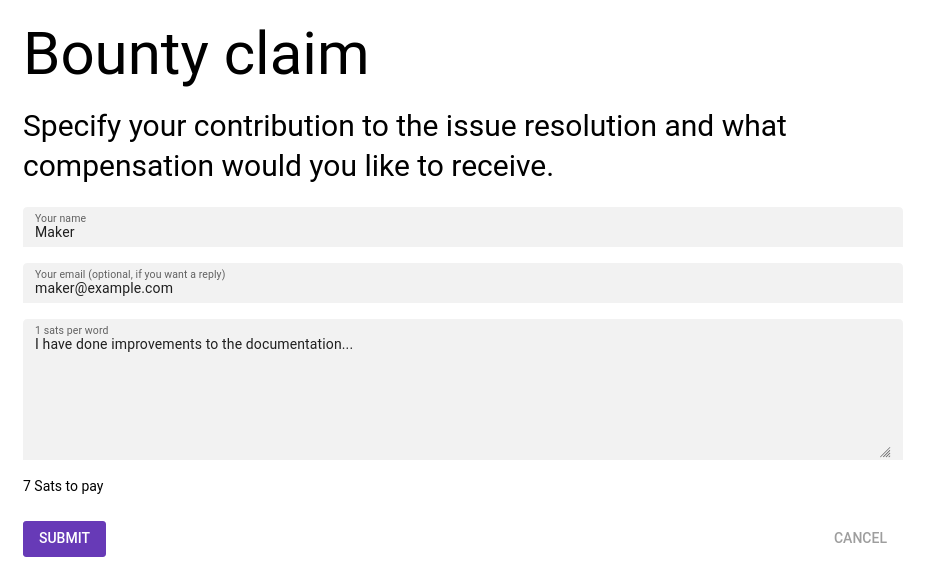 Bounty claim
Specify your contribution to the issue resolution and what
compensation would you like to receive.
Your name
Maker
Your email (optional, if you want a reply)
maker@example.com
1 sats per word
I have done improvements to the documentation...
7 Sats to pay
SUBMIT
CANCEL